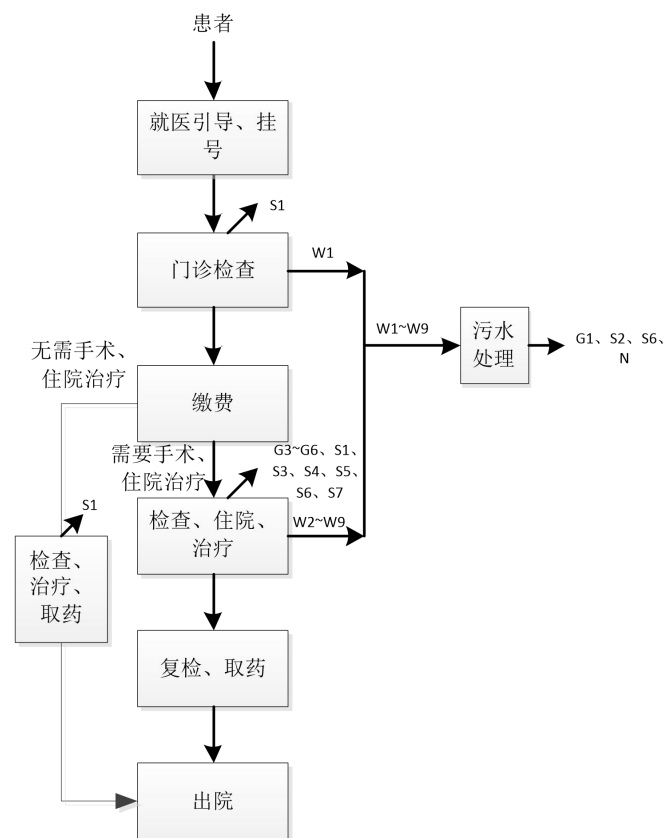 患者
就医引导、挂
号
S1
门诊检查
W1
W1~W9
污水
处理
G1、S2、S6、
N
无需手术、
住院治疗
缴费
需要手术、
住院治疗
G3~G6、S1、
S3、S4、S5、
S6、S7
检查、住院、
治疗
W2~W9
S1
检查、
治疗、
取药
复检、取药
出院